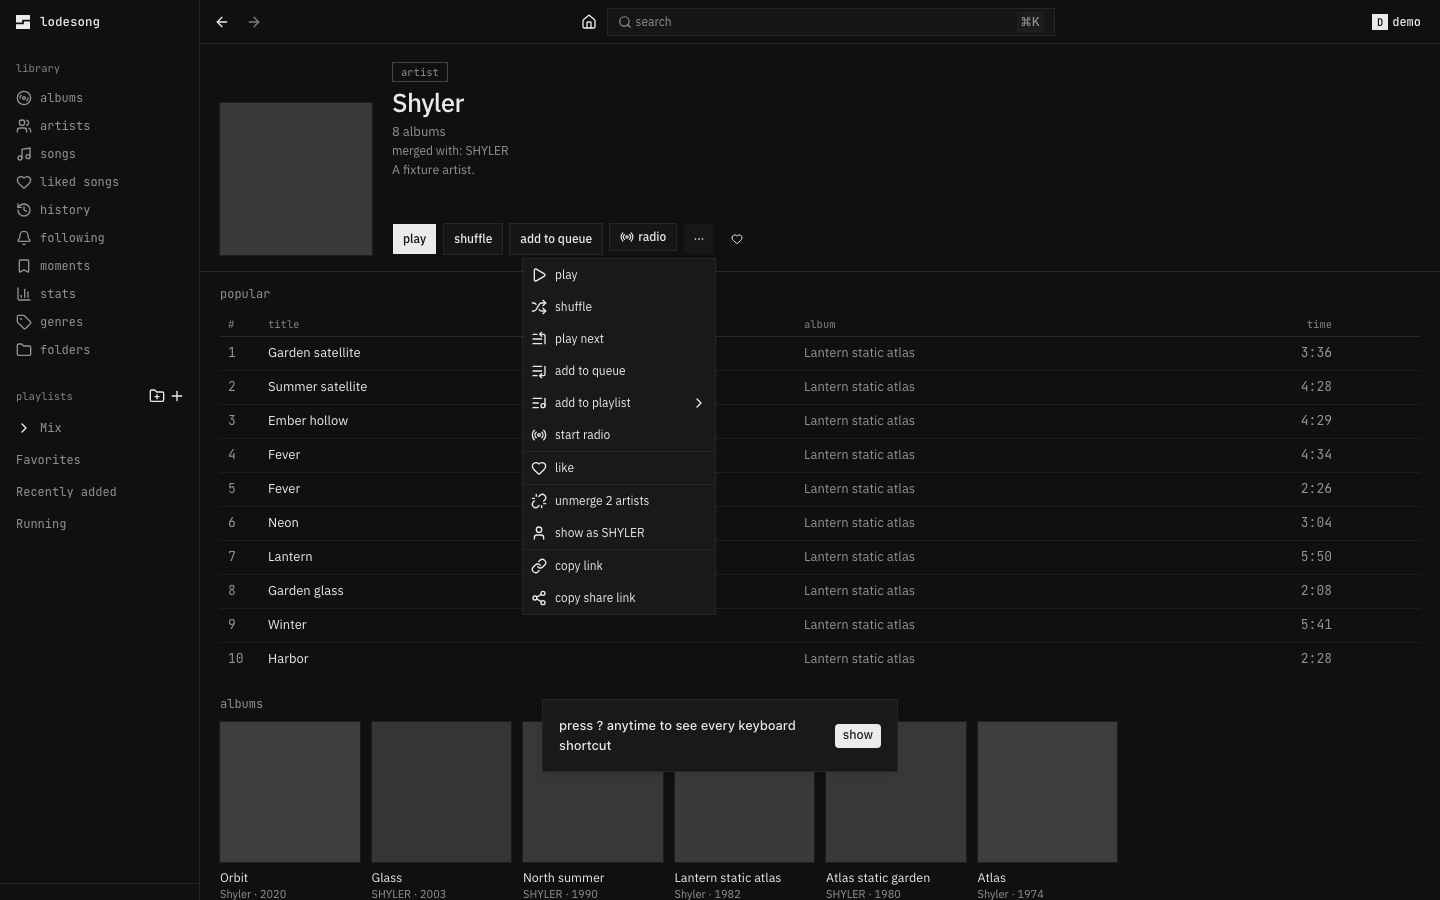 lodesong
search
⌘K
D
demo
library
albums
artists
songs
liked songs
history
following
moments
stats
genres
folders
playlists
Mix
Favorites
Recently added
Running
artist
Shyler
8 albums
merged with: SHYLER
A fixture artist.
play
shuffle
add to queue
radio
...
play
shuffle
play next
add to queue
add to playlist
start radio
like
unmerge 2 artists
show as SHYLER
copy link
copy share link
popular
# title album time
1 Garden satellite Lantern static atlas 3:36
2 Summer satellite Lantern static atlas 4:28
3 Ember hollow Lantern static atlas 4:29
4 Fever Lantern static atlas 4:34
5 Fever Lantern static atlas 2:26
6 Neon Lantern static atlas 3:04
7 Lantern Lantern static atlas 5:50
8 Garden glass Lantern static atlas 2:08
9 Winter Lantern static atlas 5:41
10 Harbor Lantern static atlas 2:28
albums
press ? anytime to see every keyboard
shortcut
show
Orbit
Shyler · 2020
Glass
SHYLER · 2003
North summer
SHYLER · 1990
Lantern static atlas
Shyler · 1982
Atlas static garden
SHYLER · 1980
Atlas
Shyler · 1974